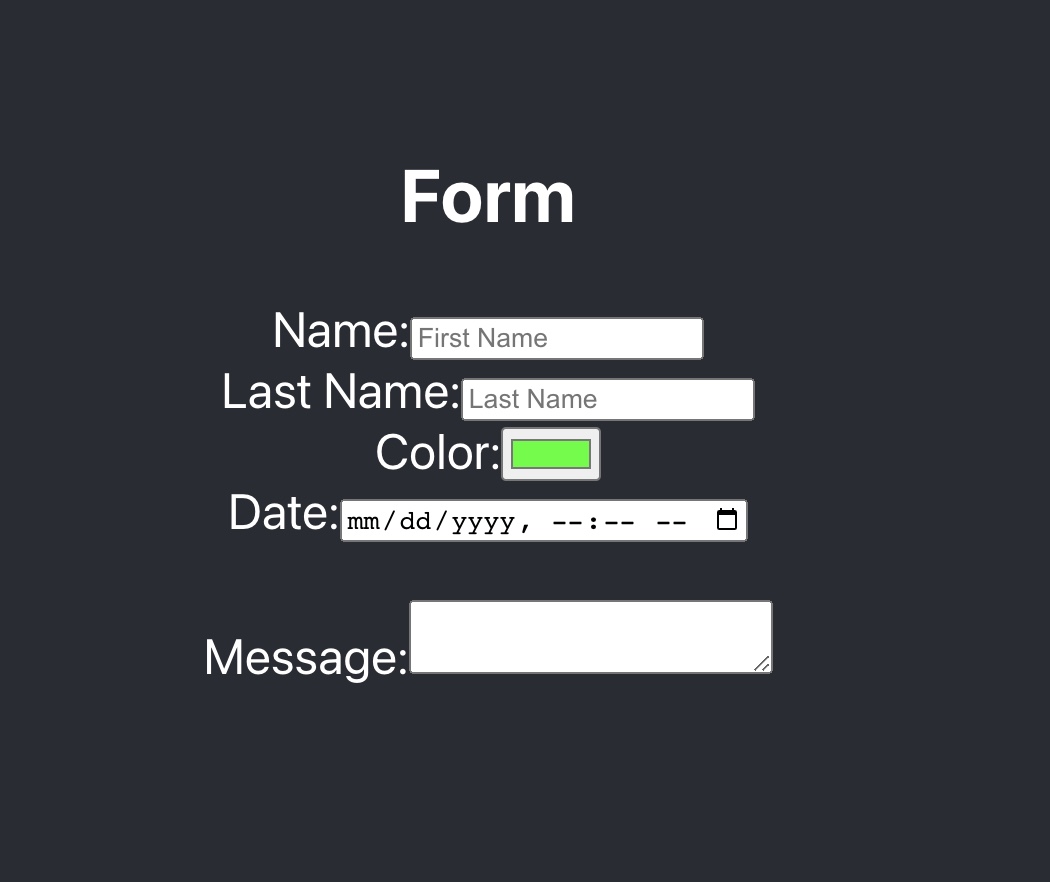 Form
Name: First Name
Last Name: Last Name
Color:
Date: mm/dd/yyyy, --:-- --
Message: